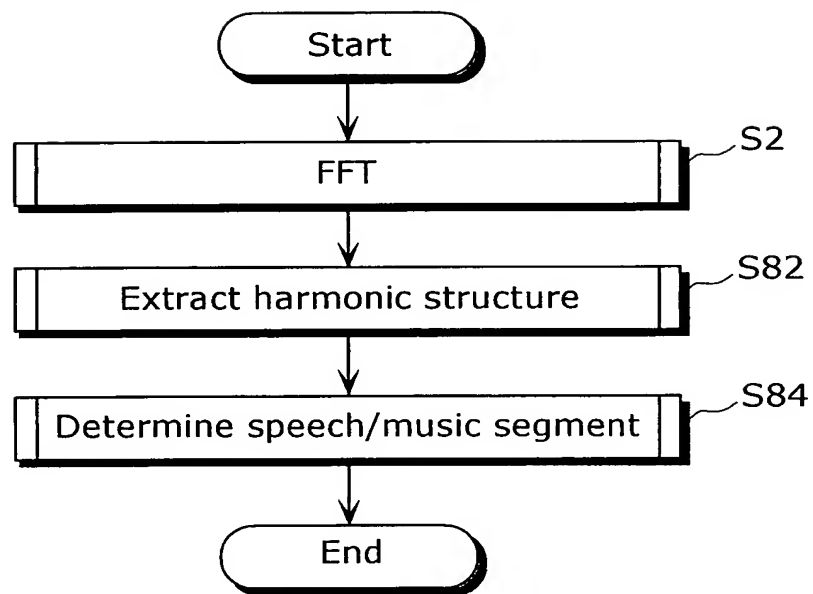 Start
FFT
S2
Extract harmonic structure
S82
Determine speech/music segment
S84
End